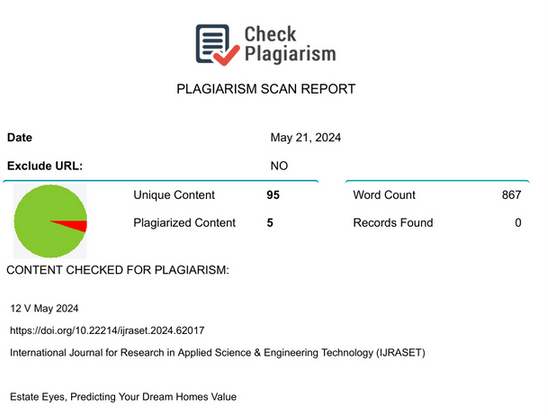 Check
Plagiarism
PLAGIARISM SCAN REPORT
Date May 21, 2024
Exclude URL: NO
Unique Content 95 Word Count 867
Plagiarized Content 5 Records Found 0
CONTENT CHECKED FOR PLAGIARISM:
12 V May 2024
https://doi.org/10.22214/ijraset.2024.62017
International Journal for Research in Applied Science & Engineering Technology (IJRASET)
Estate Eyes, Predicting Your Dream Homes Value